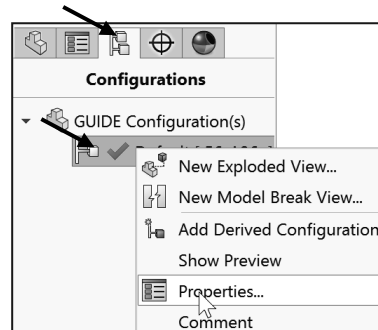 Configurations
GUIDE Configuration(s)
New Exploded View...
New Model Break View...
Add Derived Configuration
Show Preview
Properties...
Comment